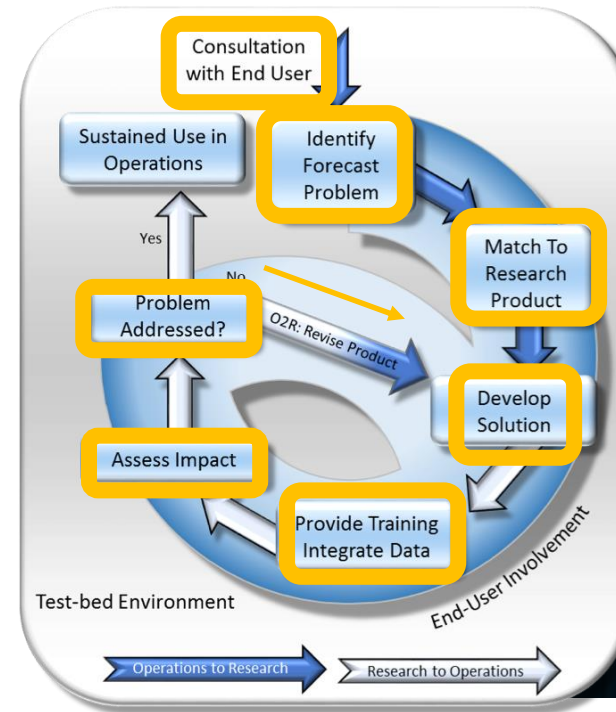 Consultation
with End User
Sustained Use in
Operations
Identify
Forecast
Problem
Yes
No
Match To
Research
Product
Problem
Addressed?
O2R: Revise Product
Develop
Solution
Assess Impact
Provide Training
Integrate Data
Test-bed Environment
End-User Involvement
Operations to Research
Research to Operations